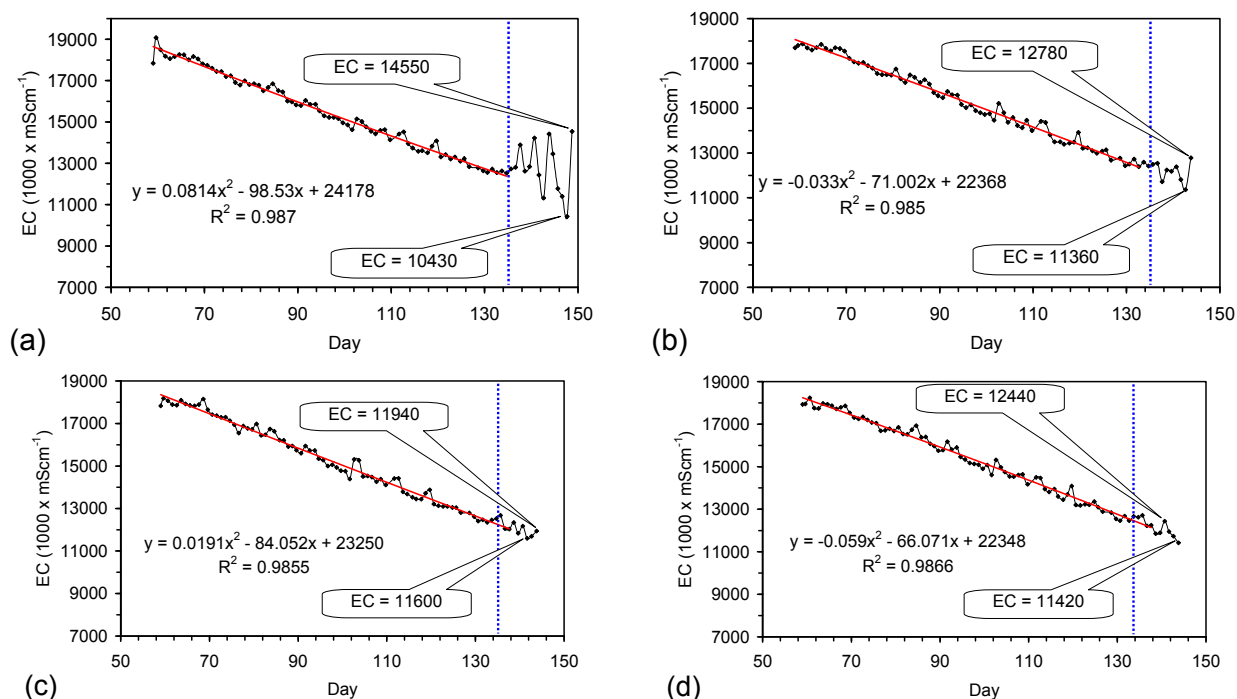 19000
17000
15000
13000
11000
9000
7000
EC (1000 x mScm⁻¹)
EC = 14550
y = 0.0814x² - 98.53x + 24178
R² = 0.987
EC = 10430
50 70 90 110 130 150
Day
(a)
19000
17000
15000
13000
11000
9000
7000
EC (1000 x mScm⁻¹)
EC = 12780
y = -0.033x² - 71.002x + 22368
R² = 0.985
EC = 11360
50 70 90 110 130 150
Day
(b)
19000
17000
15000
13000
11000
9000
7000
EC (1000 x mScm⁻¹)
EC = 11940
y = 0.0191x² - 84.052x + 23250
R² = 0.9855
EC = 11600
50 70 90 110 130 150
Day
(c)
19000
17000
15000
13000
11000
9000
7000
EC (1000 x mScm⁻¹)
EC = 12440
y = -0.059x² - 66.071x + 22348
R² = 0.9866
EC = 11420
50 70 90 110 130 150
Day
(d)